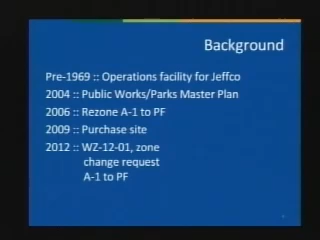 Background
Pre-1969 :: Operations facility for Jeffco
2004 :: Public Works/Parks Master Plan
2006 :: Rezone A-1 to PF
2009 :: Purchase site
2012 :: WZ-12-01, zone
change request
A-1 to PF